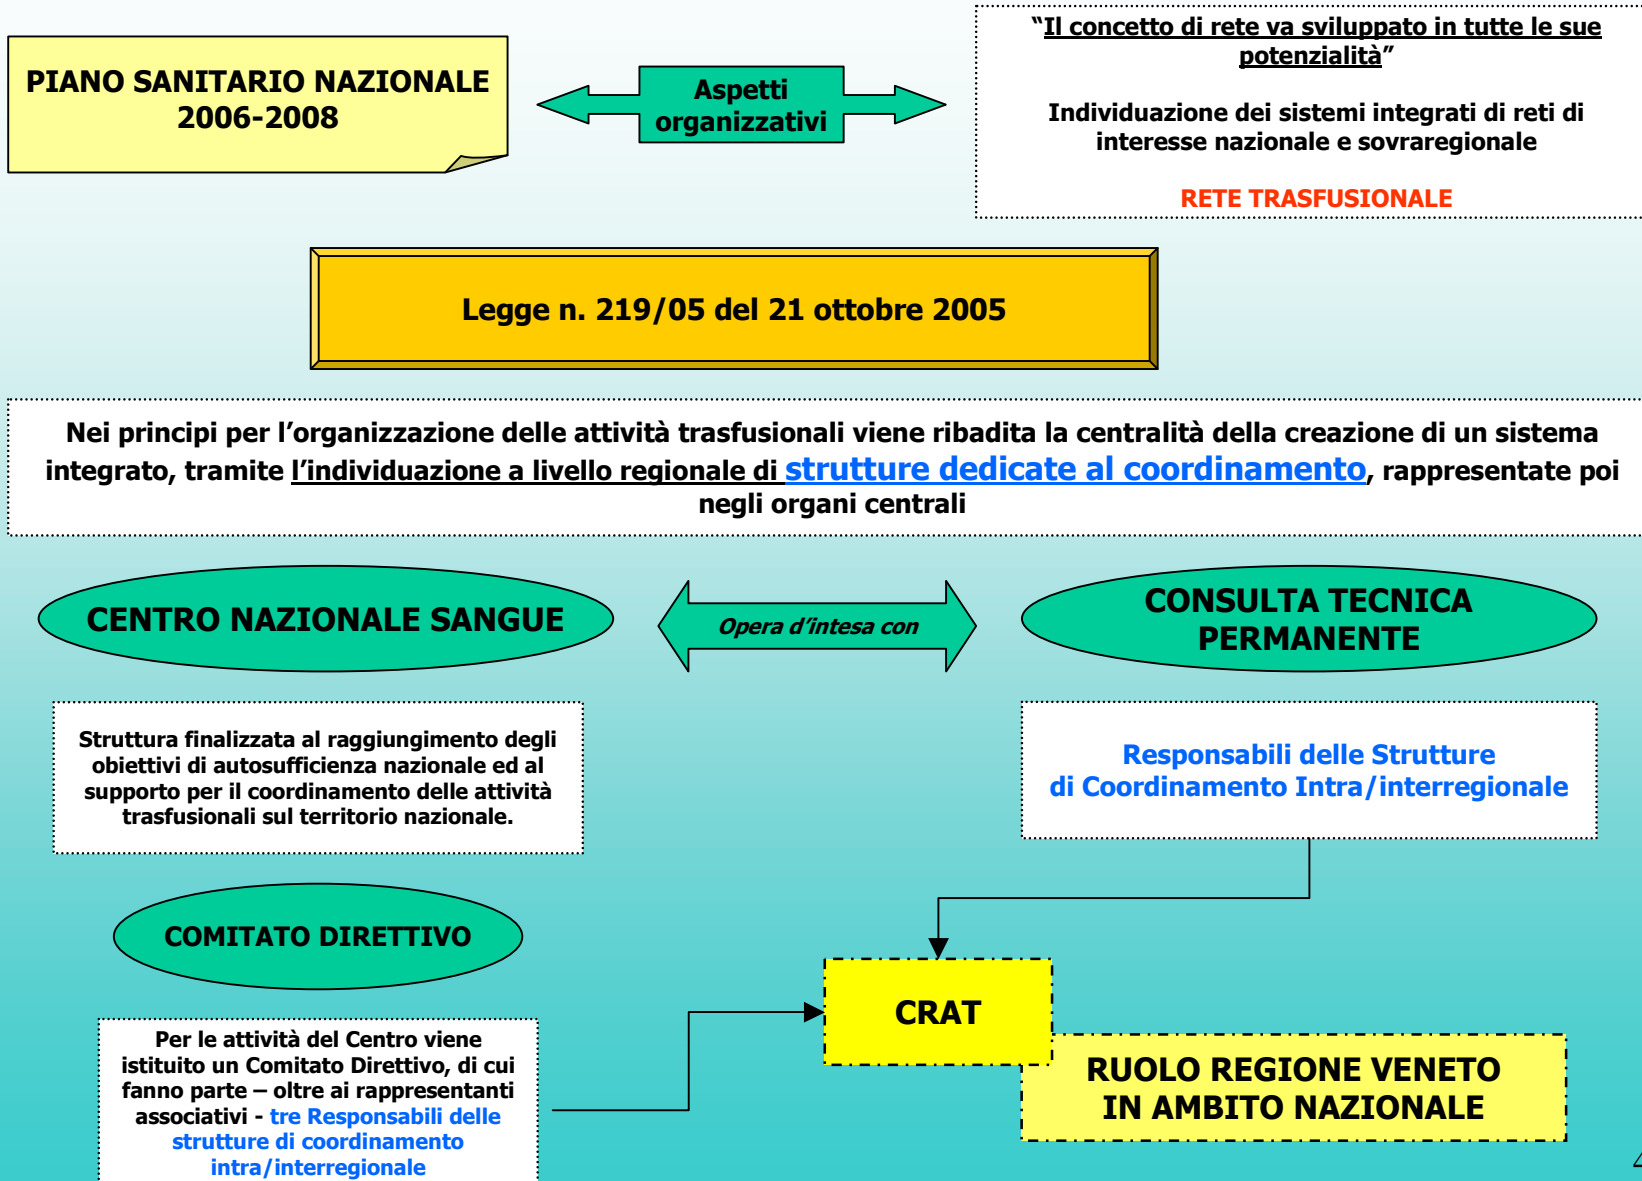 PIANO SANITARIO NAZIONALE
2006-2008
Aspetti
organizzativi
“Il concetto di rete va sviluppato in tutte le sue
potenzialità”
Individuazione dei sistemi integrati di reti di
interesse nazionale e sovraregionale
RETE TRASFUSIONALE
Legge n. 219/05 del 21 ottobre 2005
Nei principi per l’organizzazione delle attività trasfusionali viene ribadita la centralità della creazione di un sistema
integrato, tramite l’individuazione a livello regionale di strutture dedicate al coordinamento, rappresentate poi
negli organi centrali
CENTRO NAZIONALE SANGUE
Opera d’intesa con
CONSULTA TECNICA
PERMANENTE
Struttura finalizzata al raggiungimento degli
obiettivi di autosufficienza nazionale ed al
supporto per il coordinamento delle attività
trasfusionali sul territorio nazionale.
Responsabili delle Strutture
di Coordinamento Intra/interregionale
COMITATO DIRETTIVO
Per le attività del Centro viene
istituito un Comitato Direttivo, di cui
fanno parte – oltre ai rappresentanti
associativi - tre Responsabili delle
strutture di coordinamento
intra/interregionale
CRAT
RUOLO REGIONE VENETO
IN AMBITO NAZIONALE